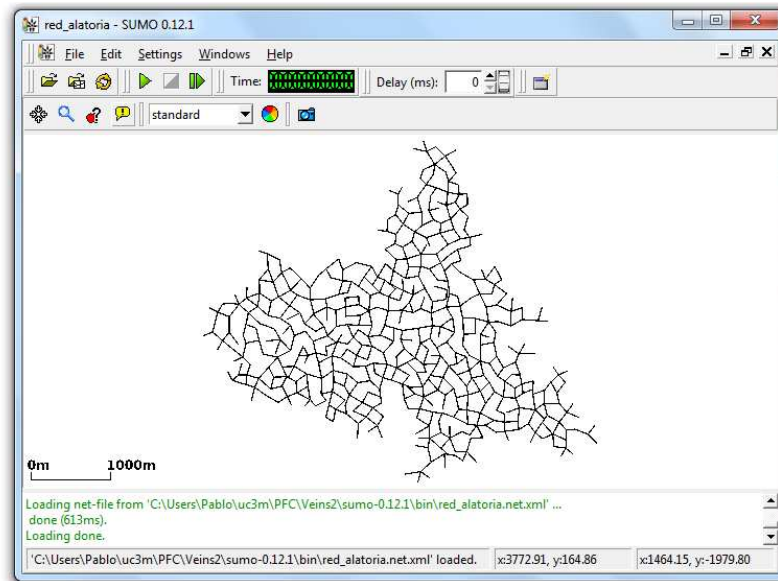 red_alatoria - SUMO 0.12.1
File Edit Settings Windows Help
Time: Delay (ms): 0
standard
0m 1000m
Loading net-file from 'C:\Users\Pablo\uc3m\PFC\Veins2\sumo-0.12.1\bin\red_alatoria.net.xml' ...
done (613ms).
Loading done.
'C:\Users\Pablo\uc3m\PFC\Veins2\sumo-0.12.1\bin\red_alatoria.net.xml' loaded. x:3772.91, y:164.86 x:1464.15, y:-1979.80